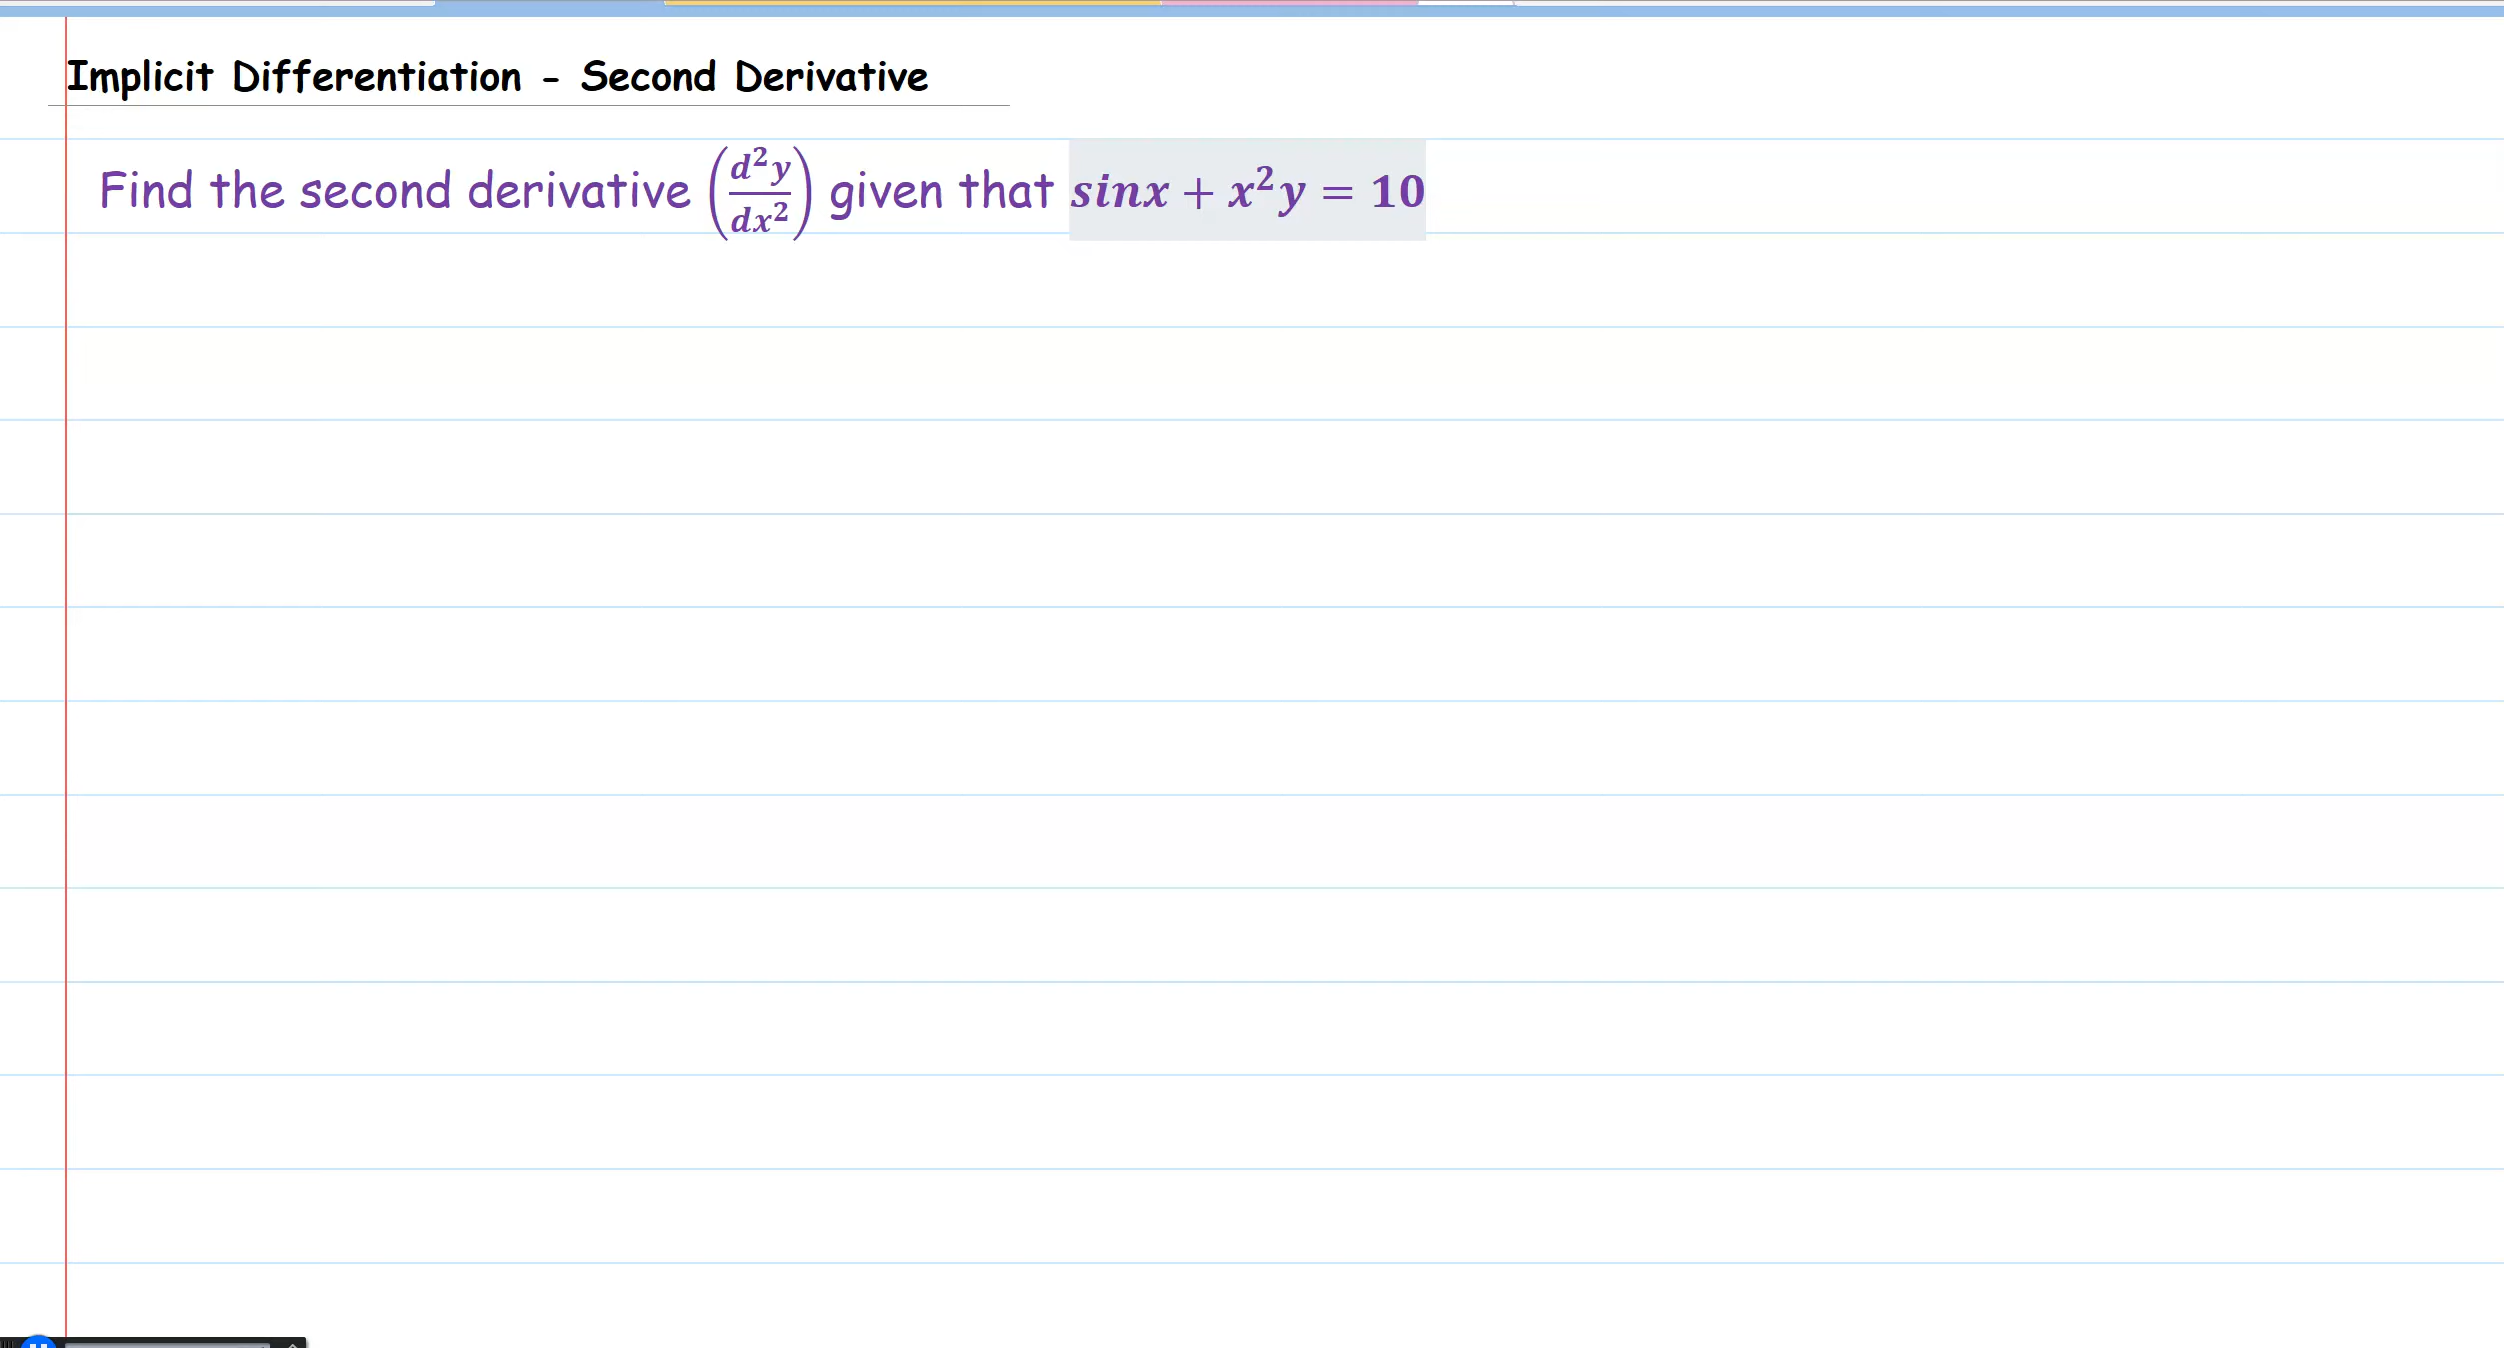 Implicit Differentiation - Second Derivative
Find the second derivative (d²y/dx²) given that sinx + x²y = 10